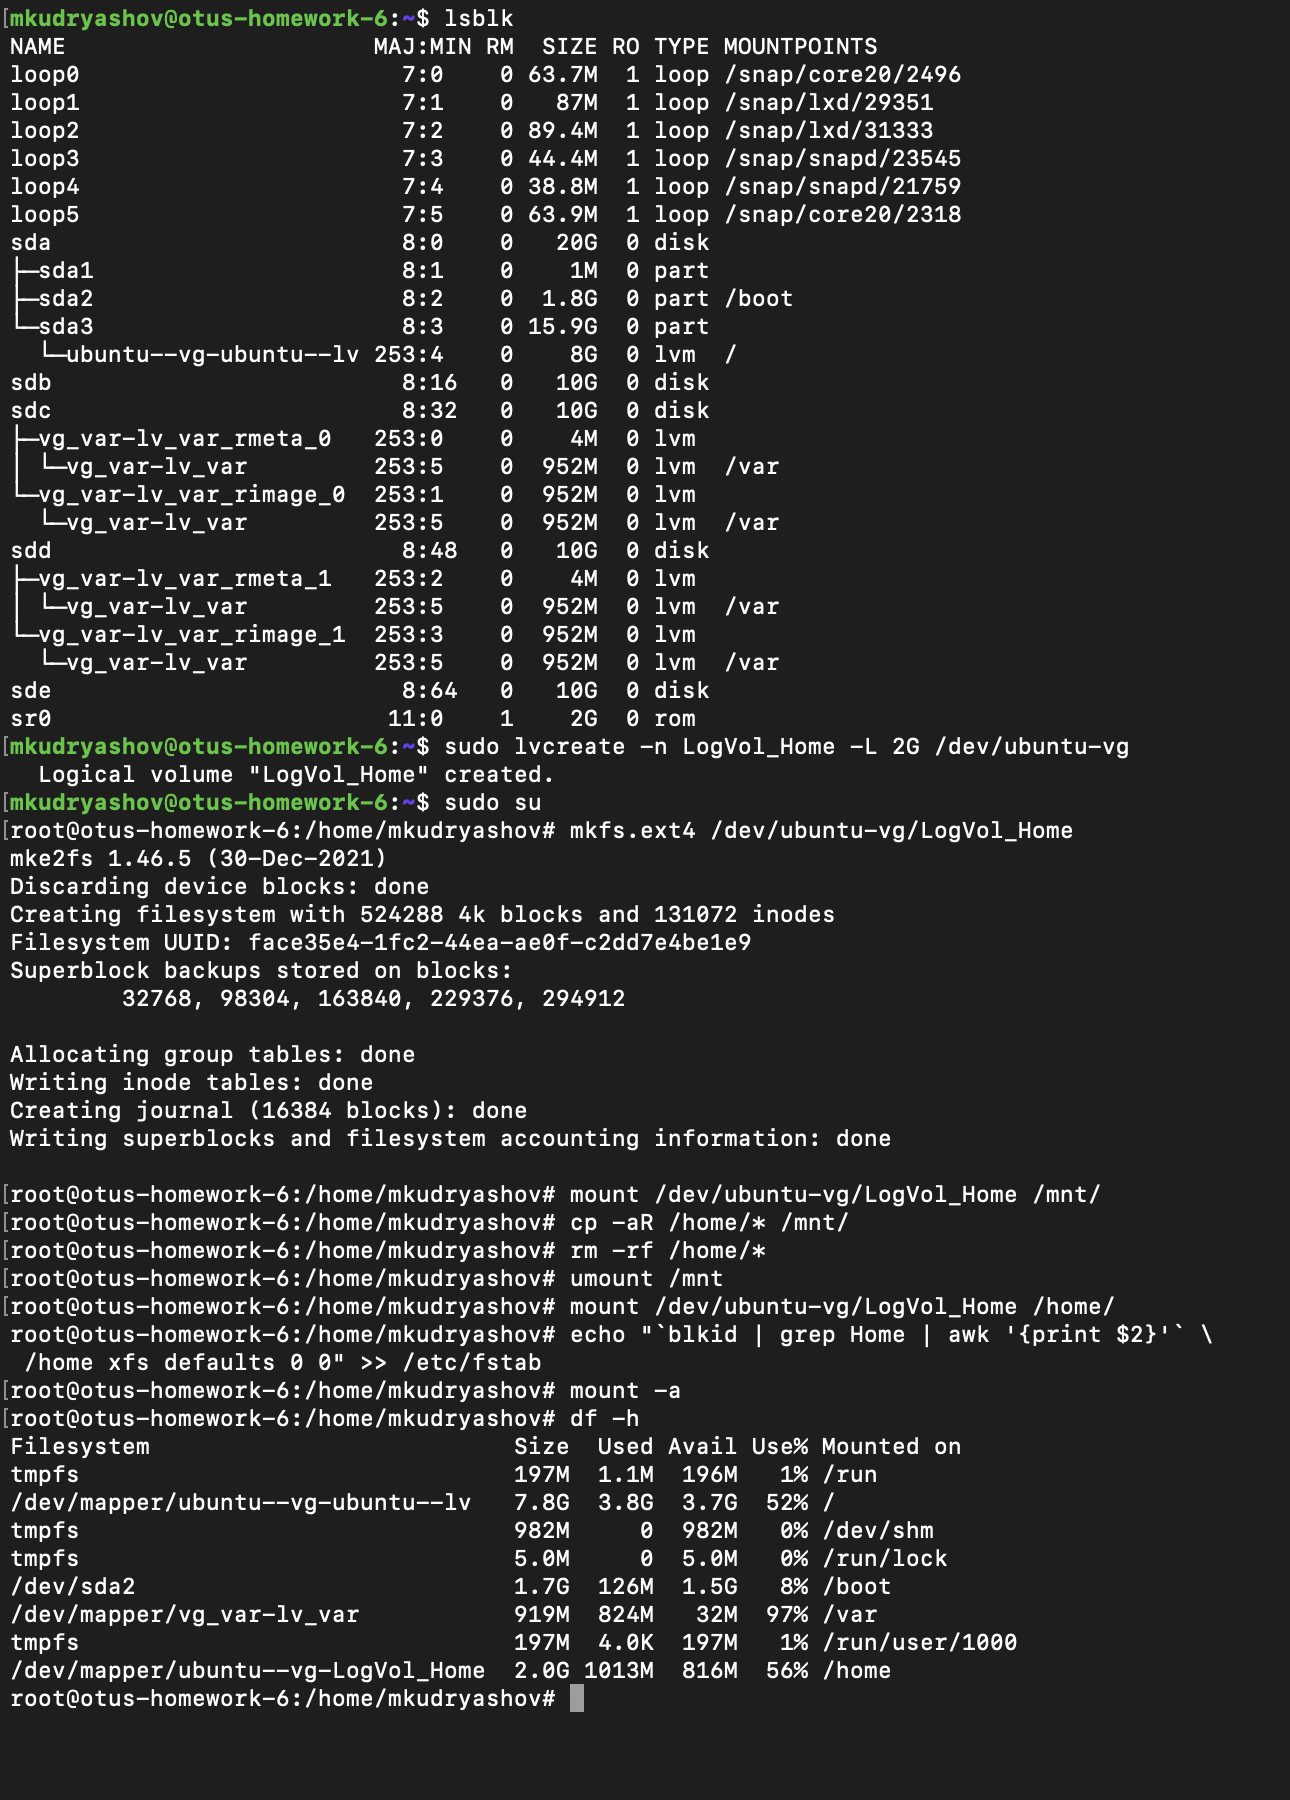 [mkudryashov@otus-homework-6:~$ lsblk
NAME                      MAJ:MIN RM  SIZE RO TYPE MOUNTPOINTS
loop0                       7:0    0 63.7M  1 loop /snap/core20/2496
loop1                       7:1    0   87M  1 loop /snap/lxd/29351
loop2                       7:2    0 89.4M  1 loop /snap/lxd/31333
loop3                       7:3    0 44.4M  1 loop /snap/snapd/23545
loop4                       7:4    0 38.8M  1 loop /snap/snapd/21759
loop5                       7:5    0 63.9M  1 loop /snap/core20/2318
sda                         8:0    0   20G  0 disk
├─sda1                      8:1    0    1M  0 part
├─sda2                      8:2    0  1.8G  0 part /boot
└─sda3                      8:3    0 15.9G  0 part
  └─ubuntu--vg-ubuntu--lv 253:4    0    8G  0 lvm  /
sdb                         8:16   0   10G  0 disk
sdc                         8:32   0   10G  0 disk
├─vg_var-lv_var_rmeta_0   253:0    0    4M  0 lvm
│ └─vg_var-lv_var         253:5    0  952M  0 lvm  /var
└─vg_var-lv_var_rimage_0  253:1    0  952M  0 lvm
  └─vg_var-lv_var         253:5    0  952M  0 lvm  /var
sdd                         8:48   0   10G  0 disk
├─vg_var-lv_var_rmeta_1   253:2    0    4M  0 lvm
│ └─vg_var-lv_var         253:5    0  952M  0 lvm  /var
└─vg_var-lv_var_rimage_1  253:3    0  952M  0 lvm
  └─vg_var-lv_var         253:5    0  952M  0 lvm  /var
sde                         8:64   0   10G  0 disk
sr0                        11:0    1    2G  0 rom
[mkudryashov@otus-homework-6:~$ sudo lvcreate -n LogVol_Home -L 2G /dev/ubuntu-vg
  Logical volume "LogVol_Home" created.
[mkudryashov@otus-homework-6:~$ sudo su
[root@otus-homework-6:/home/mkudryashov# mkfs.ext4 /dev/ubuntu-vg/LogVol_Home
mke2fs 1.46.5 (30-Dec-2021)
Discarding device blocks: done
Creating filesystem with 524288 4k blocks and 131072 inodes
Filesystem UUID: face35e4-1fc2-44ea-ae0f-c2dd7e4be1e9
Superblock backups stored on blocks:
        32768, 98304, 163840, 229376, 294912

Allocating group tables: done
Writing inode tables: done
Creating journal (16384 blocks): done
Writing superblocks and filesystem accounting information: done

[root@otus-homework-6:/home/mkudryashov# mount /dev/ubuntu-vg/LogVol_Home /mnt/
[root@otus-homework-6:/home/mkudryashov# cp -aR /home/* /mnt/
[root@otus-homework-6:/home/mkudryashov# rm -rf /home/*
[root@otus-homework-6:/home/mkudryashov# umount /mnt
[root@otus-homework-6:/home/mkudryashov# mount /dev/ubuntu-vg/LogVol_Home /home/
root@otus-homework-6:/home/mkudryashov# echo "`blkid | grep Home | awk '{print $2}'` \
 /home xfs defaults 0 0" >> /etc/fstab
[root@otus-homework-6:/home/mkudryashov# mount -a
[root@otus-homework-6:/home/mkudryashov# df -h
Filesystem                          Size  Used Avail Use% Mounted on
tmpfs                               197M  1.1M  196M   1% /run
/dev/mapper/ubuntu--vg-ubuntu--lv   7.8G  3.8G  3.7G  52% /
tmpfs                               982M     0  982M   0% /dev/shm
tmpfs                               5.0M     0  5.0M   0% /run/lock
/dev/sda2                           1.7G  126M  1.5G   8% /boot
/dev/mapper/vg_var-lv_var           919M  824M   32M  97% /var
tmpfs                               197M  4.0K  197M   1% /run/user/1000
/dev/mapper/ubuntu--vg-LogVol_Home  2.0G 1013M  816M  56% /home
root@otus-homework-6:/home/mkudryashov#